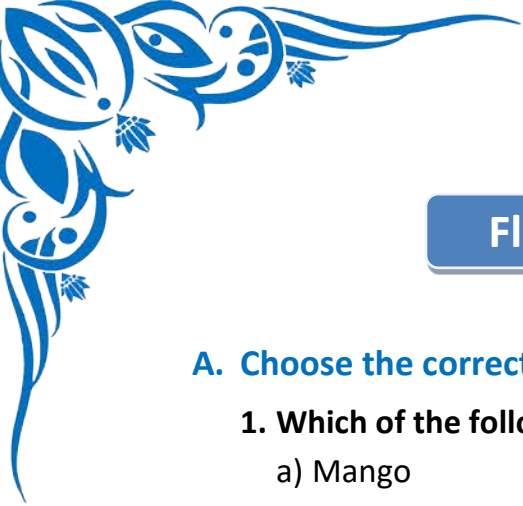 Fl
A. Choose the correct
1. Which of the follo
a) Mango